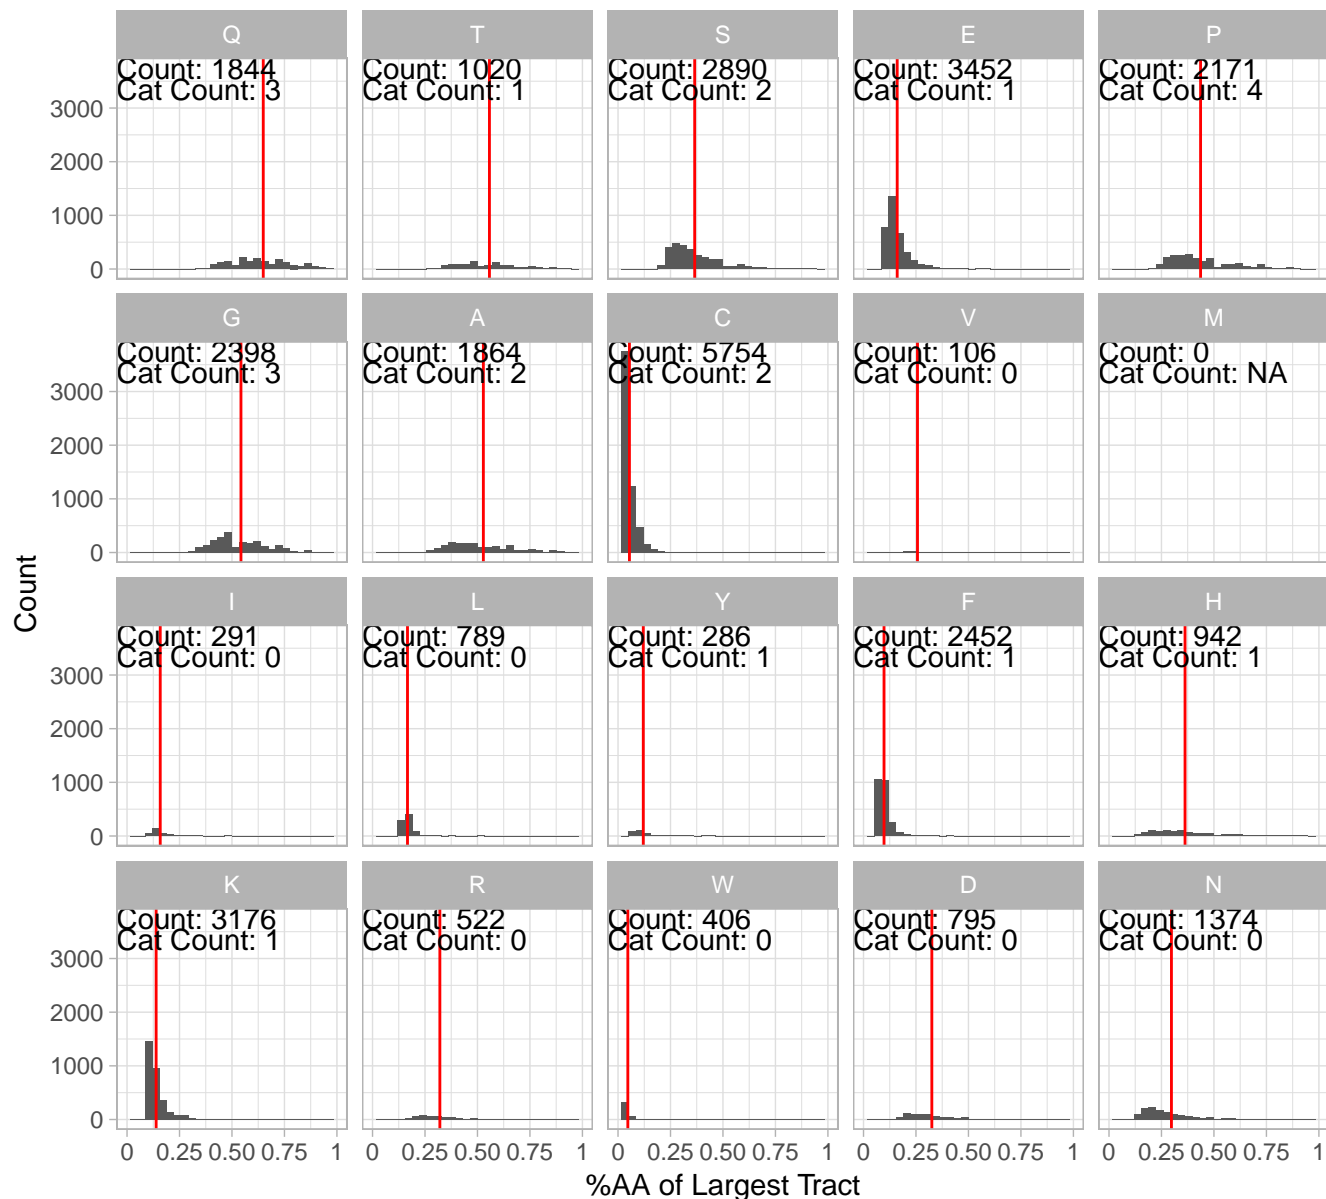 Q T S E P
Count: 1844 Count: 1020 Count: 2890 Count: 3452 Count: 2171
Cat Count: 3 Cat Count: 1 Cat Count: 2 Cat Count: 1 Cat Count: 4
3000
2000
1000
0
G A C V M
Count: 2398 Count: 1864 Count: 5754 Count: 106 Count: 0
Cat Count: 3 Cat Count: 2 Cat Count: 2 Cat Count: 0 Cat Count: NA
3000
2000
1000
0
Count
I L Y F H
Count: 291 Count: 789 Count: 286 Count: 2452 Count: 942
Cat Count: 0 Cat Count: 0 Cat Count: 1 Cat Count: 1 Cat Count: 1
3000
2000
1000
0
K R W D N
Count: 3176 Count: 522 Count: 406 Count: 795 Count: 1374
Cat Count: 1 Cat Count: 0 Cat Count: 0 Cat Count: 0 Cat Count: 0
3000
2000
1000
0
0 0.25 0.50 0.75 1 0 0.25 0.50 0.75 1 0 0.25 0.50 0.75 1 0 0.25 0.50 0.75 1 0 0.25 0.50 0.75 1
%AA of Largest Tract